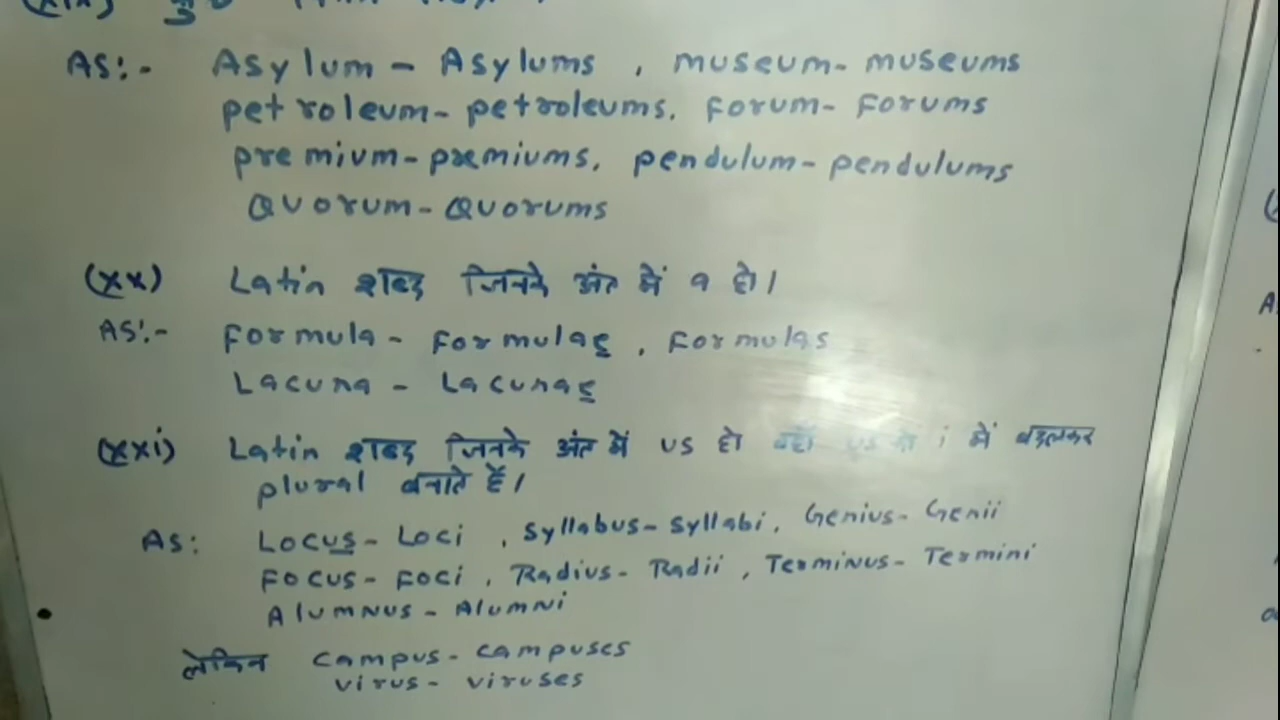 (xix) कुछ
AS:- Asylum - Asylums , museum- museums
petroleum- petroleums, Forum- Forums
premium- premiums, pendulum- pendulums
Quorum- Quorums
(xx) Latin शब्द जिनके अंत में a हो।
AS:- Formula - Formulae , Formulas
Lacuna - Lacunae
(xxi) Latin शब्द जिनके अंत में us हो वहाँ us को i में बदलकर
plural बनाते हैं।
As: Locus- Loci , Syllabus- Syllabi, Genius- Genii
Focus- Foci , Radius- Radii , Terminus- Termini
Alumnus - Alumni
लेकिन campus- campuses
virus- viruses